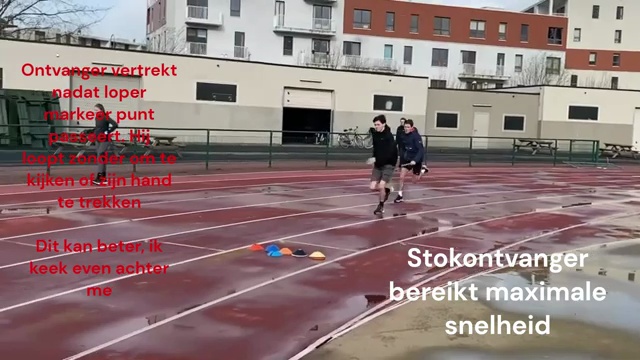 Ontvanger vertrekt
nadat loper
markeer punt
passeert. Hij
loopt zonder om te
kijken of zijn hand
te trekken
Dit kan beter, ik
keek even achter
me
Stokontvanger
bereikt maximale
snelheid